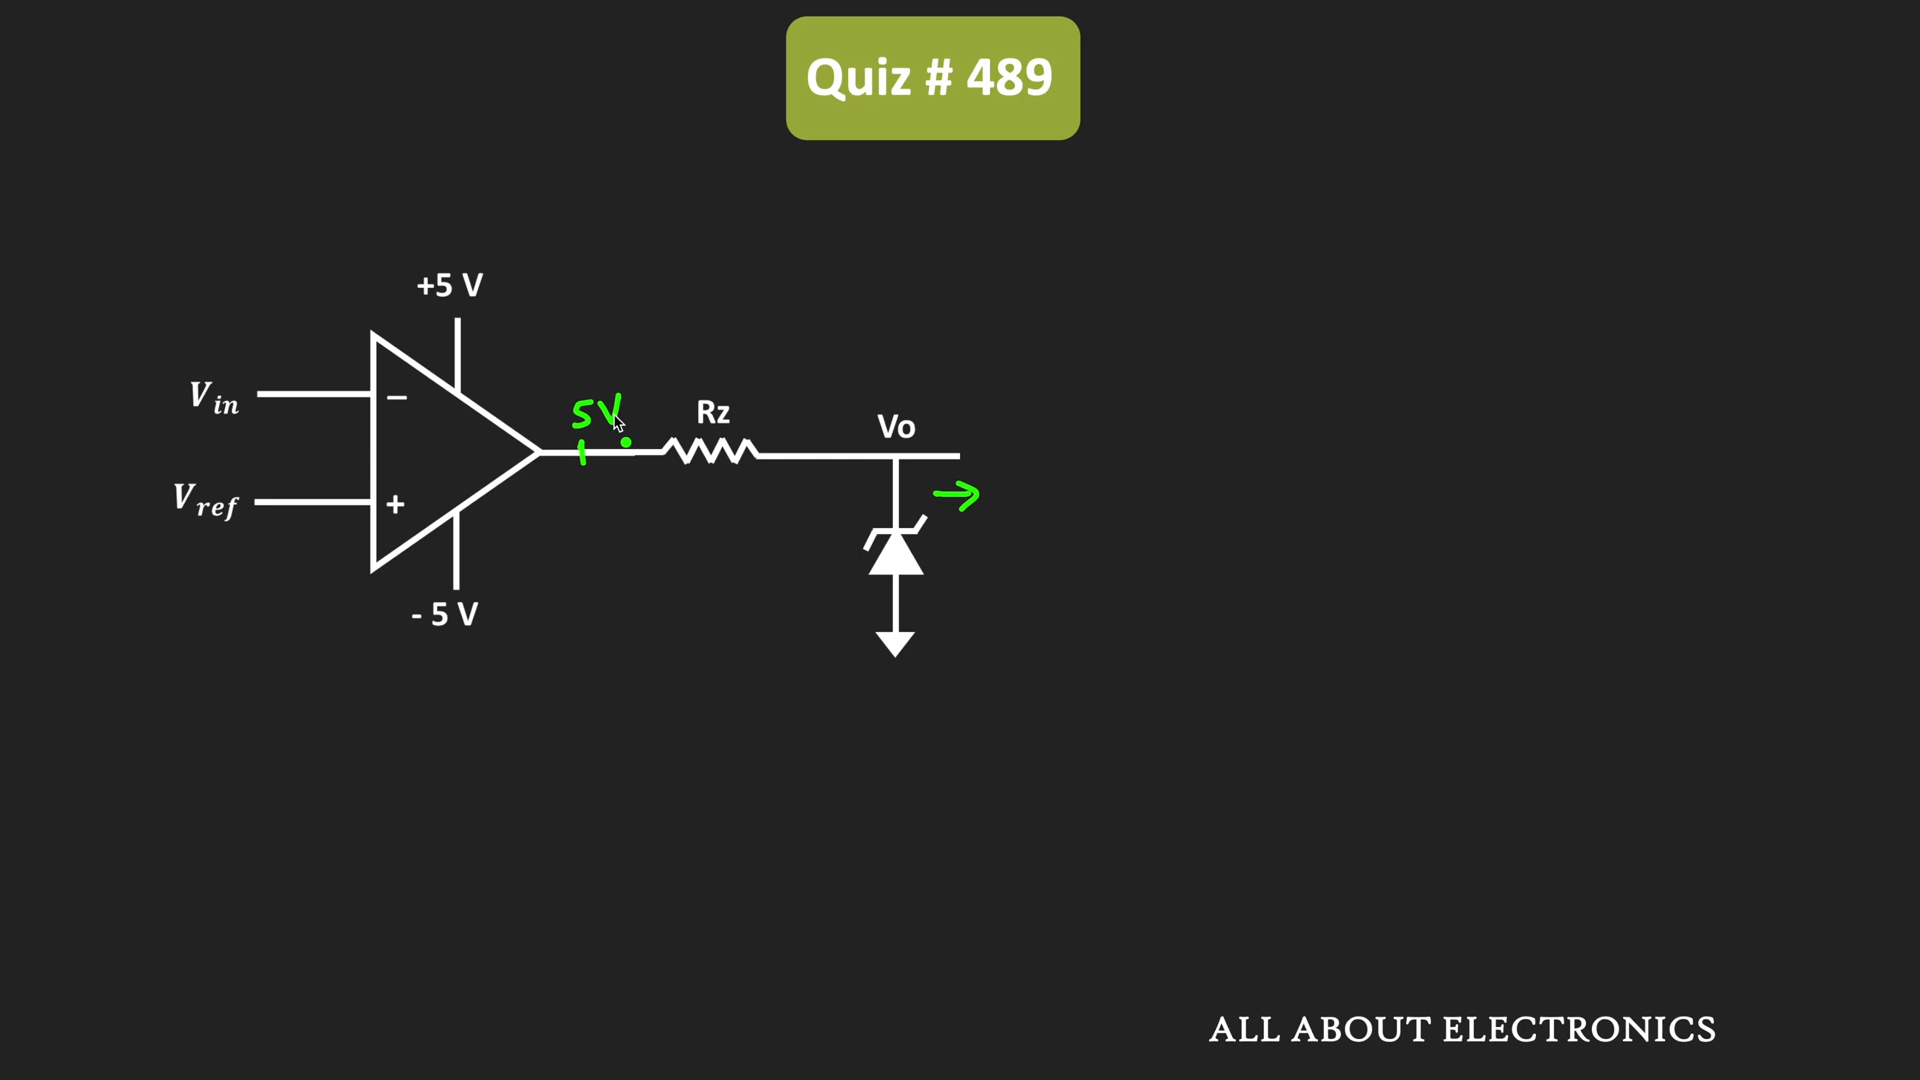 Quiz # 489
+5 V
Vin
−
5V
Rz
Vo
Vref
+
- 5 V
ALL ABOUT ELECTRONICS